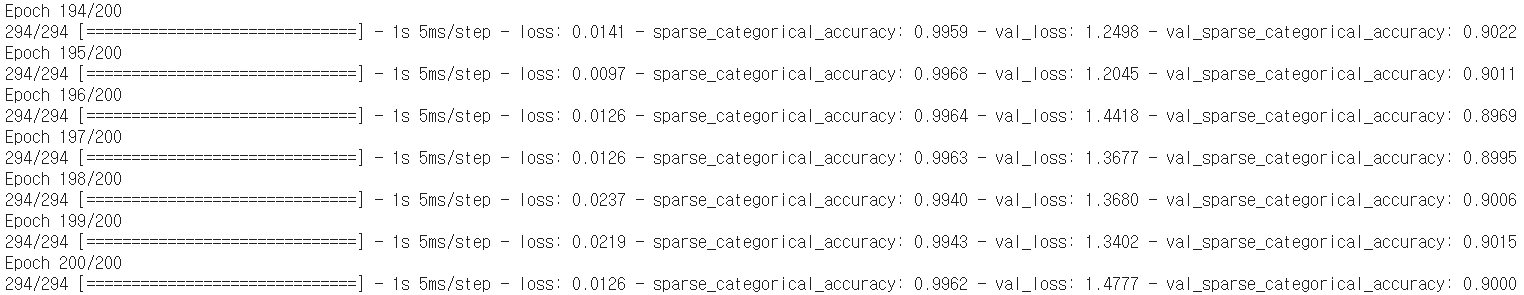 Epoch 194/200
294/294 [==============================] - 1s 5ms/step - loss: 0.0141 - sparse_categorical_accuracy: 0.9959 - val_loss: 1.2498 - val_sparse_categorical_accuracy: 0.9022
Epoch 195/200
294/294 [==============================] - 1s 5ms/step - loss: 0.0097 - sparse_categorical_accuracy: 0.9968 - val_loss: 1.2045 - val_sparse_categorical_accuracy: 0.9011
Epoch 196/200
294/294 [==============================] - 1s 5ms/step - loss: 0.0126 - sparse_categorical_accuracy: 0.9964 - val_loss: 1.4418 - val_sparse_categorical_accuracy: 0.8969
Epoch 197/200
294/294 [==============================] - 1s 5ms/step - loss: 0.0126 - sparse_categorical_accuracy: 0.9963 - val_loss: 1.3677 - val_sparse_categorical_accuracy: 0.8995
Epoch 198/200
294/294 [==============================] - 1s 5ms/step - loss: 0.0237 - sparse_categorical_accuracy: 0.9940 - val_loss: 1.3680 - val_sparse_categorical_accuracy: 0.9006
Epoch 199/200
294/294 [==============================] - 1s 5ms/step - loss: 0.0219 - sparse_categorical_accuracy: 0.9943 - val_loss: 1.3402 - val_sparse_categorical_accuracy: 0.9015
Epoch 200/200
294/294 [==============================] - 1s 5ms/step - loss: 0.0126 - sparse_categorical_accuracy: 0.9962 - val_loss: 1.4777 - val_sparse_categorical_accuracy: 0.9000